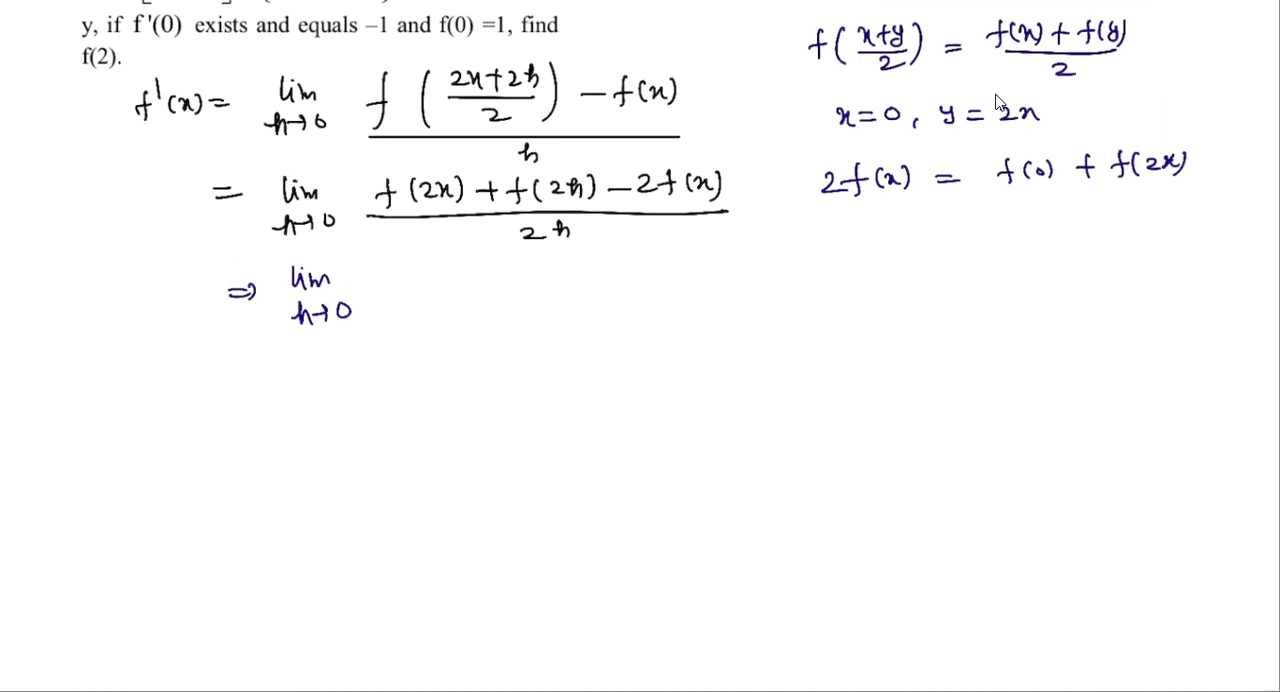 y, if f'(0) exists and equals –1 and f(0) =1, find
f(2).
f'(x) = lim h→0 f((2x+2h)/2) – f(x) / h
= lim h→0 f(2x) + f(2h) – 2f(x) / 2h
⇒ lim h→0
f((x+y)/2) = f(x) + f(y) / 2
x=0, y = 2x
2f(x) = f(0) + f(2x)